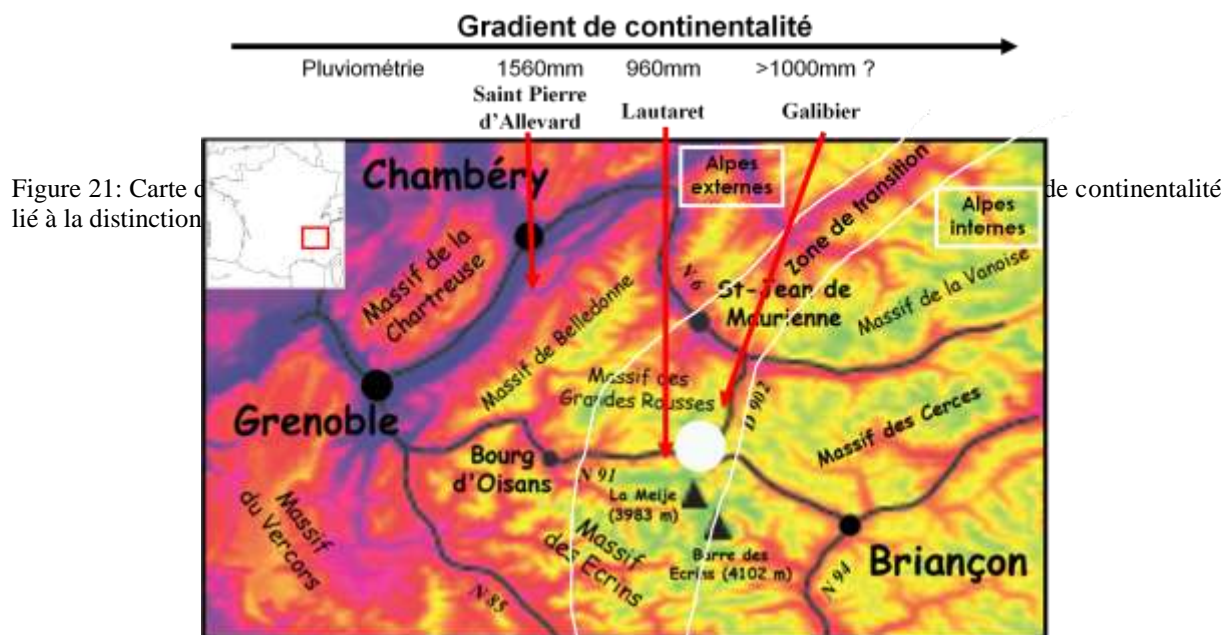 Gradient de continentalité
Pluviométrie 1560mm 960mm >1000mm ?
Saint Pierre
d'Allevard
Lautaret
Galibier
Figure 21: Carte
de continentalité
lié à la distinction
Chambéry
Alpes
externes
Zone de transition
Alpes
internes
Massif de la
Chartreuse
Massif de Belledonne
N 6
St-Jean de
Maurienne
Massif de la Vanoise
Massif des
Grandes Rousses
D 902
Massif des Cerces
Grenoble
Bourg
d'Oisans
N 91
La Meije
(3983 m)
Massif
du Vercors
Massif
des Ecrins
Barre des
Ecrins (4102 m)
Briançon
N 85
N 94